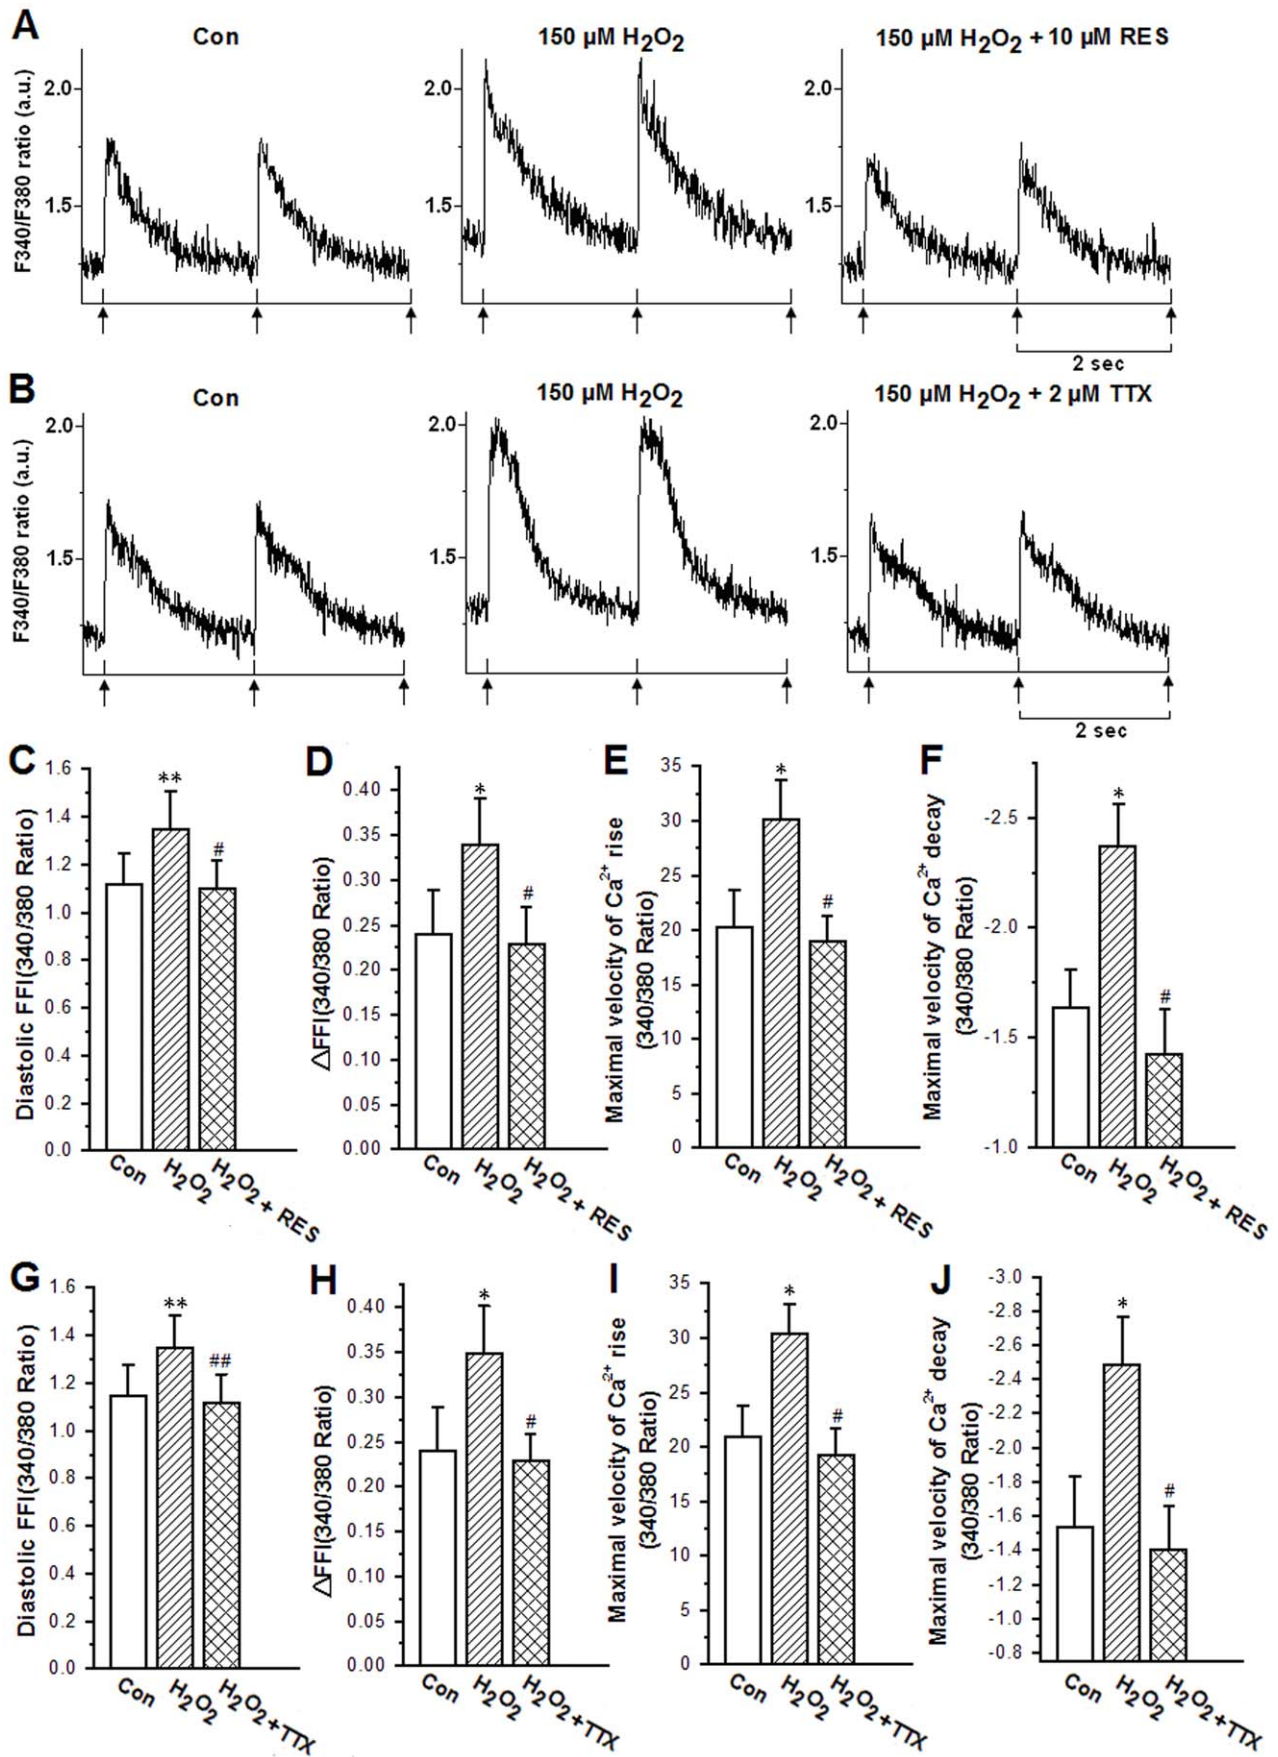 A
Con
150 µM H2O2
150 µM H2O2 + 10 µM RES
F340/F380 ratio (a.u.)
2.0
1.5
2.0
1.5
2.0
1.5
2 sec
B
Con
150 µM H2O2
150 µM H2O2 + 2 µM TTX
F340/F380 ratio (a.u.)
2.0
1.5
2.0
1.5
2.0
1.5
2 sec
C
Diastolic FFI(340/380 Ratio)
1.6
1.4
1.2
1.0
0.8
0.6
0.4
0.2
0.0
**
#
Con
H2O2
H2O2+ RES
D
△FFI(340/380 Ratio)
0.40
0.35
0.30
0.25
0.20
0.15
0.10
0.05
0.00
*
#
Con
H2O2
H2O2+ RES
E
Maximal velocity of Ca2+ rise
(340/380 Ratio)
35
30
25
20
15
10
5
0
*
#
Con
H2O2
H2O2+ RES
F
Maximal velocity of Ca2+ decay
(340/380 Ratio)
-2.5
-2.0
-1.5
-1.0
*
#
Con
H2O2
H2O2+ RES
G
Diastolic FFI(340/380 Ratio)
1.6
1.4
1.2
1.0
0.8
0.6
0.4
0.2
0.0
**
##
Con
H2O2
H2O2+TTX
H
△FFI(340/380 Ratio)
0.40
0.35
0.30
0.25
0.20
0.15
0.10
0.05
0.00
*
#
Con
H2O2
H2O2+TTX
I
Maximal velocity of Ca2+ rise
(340/380 Ratio)
35
30
25
20
15
10
5
0
*
#
Con
H2O2
H2O2+TTX
J
Maximal velocity of Ca2+ decay
(340/380 Ratio)
-3.0
-2.8
-2.6
-2.4
-2.2
-2.0
-1.8
-1.6
-1.4
-1.2
-1.0
-0.8
*
#
Con
H2O2
H2O2+TTX